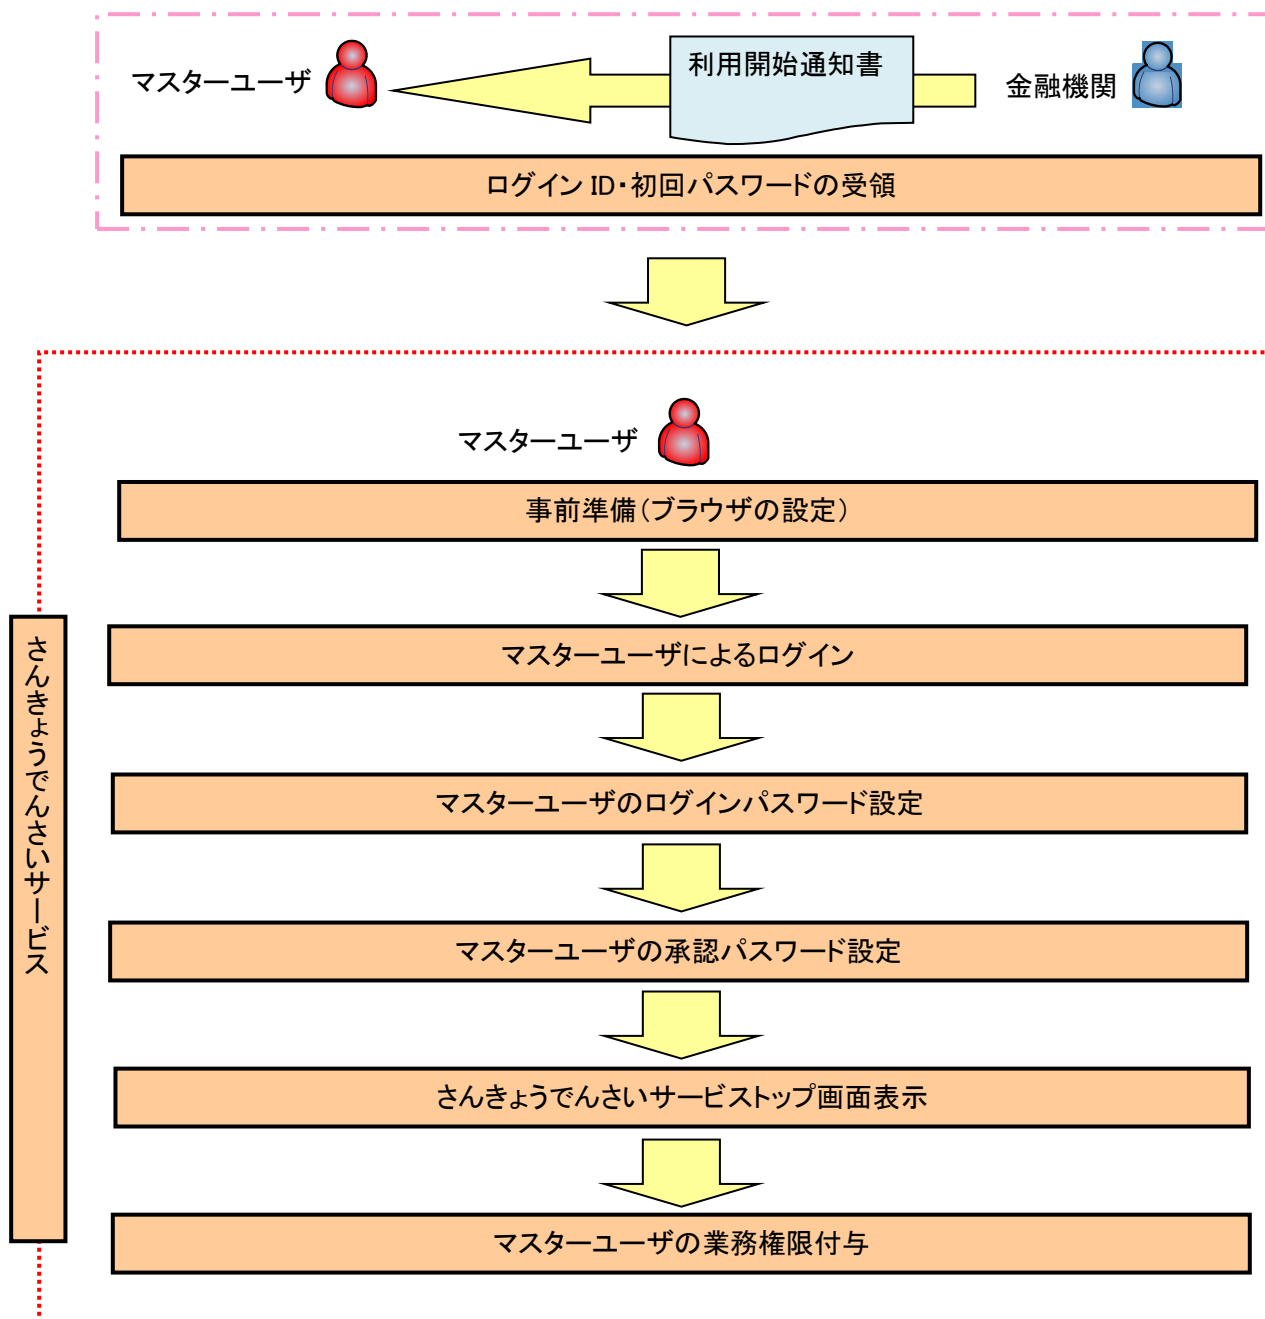 利用開始通知書
マスターユーザ
金融機関
ログイン ID・初回パスワードの受領
マスターユーザ
事前準備(ブラウザの設定)
マスターユーザによるログイン
さんきょうでんさいサービス
マスターユーザのログインパスワード設定
マスターユーザの承認パスワード設定
さんきょうでんさいサービストップ画面表示
マスターユーザの業務権限付与